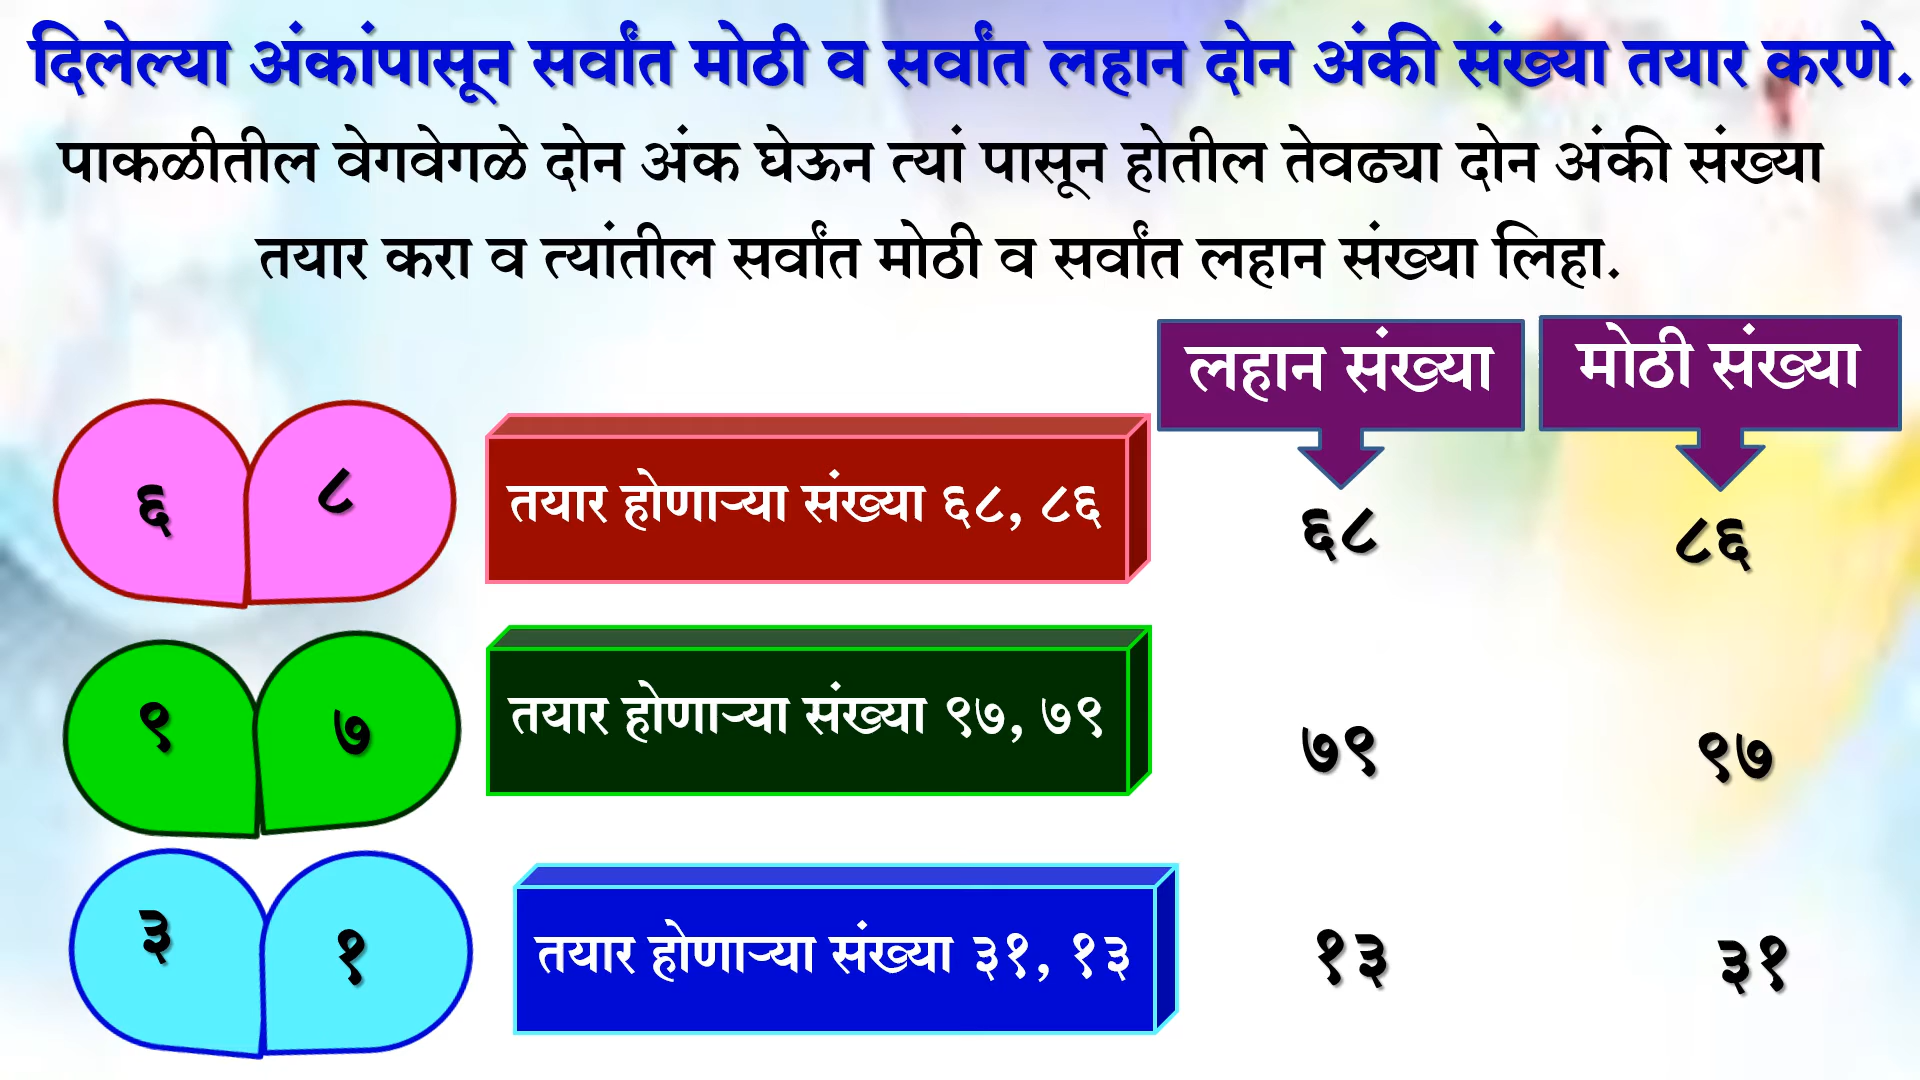 दिलेल्या अंकांपासून सर्वांत मोठी व सर्वांत लहान दोन अंकी संख्या तयार करणे.
पाकळीतील वेगवेगळे दोन अंक घेऊन त्यां पासून होतील तेवढ्या दोन अंकी संख्या
तयार करा व त्यांतील सर्वांत मोठी व सर्वांत लहान संख्या लिहा.
लहान संख्या मोठी संख्या
६ ८ तयार होणाऱ्या संख्या ६८, ८६ ६८ ८६
९ ७ तयार होणाऱ्या संख्या ९७, ७९ ७९ ९७
३ १ तयार होणाऱ्या संख्या ३१, १३ १३ ३१